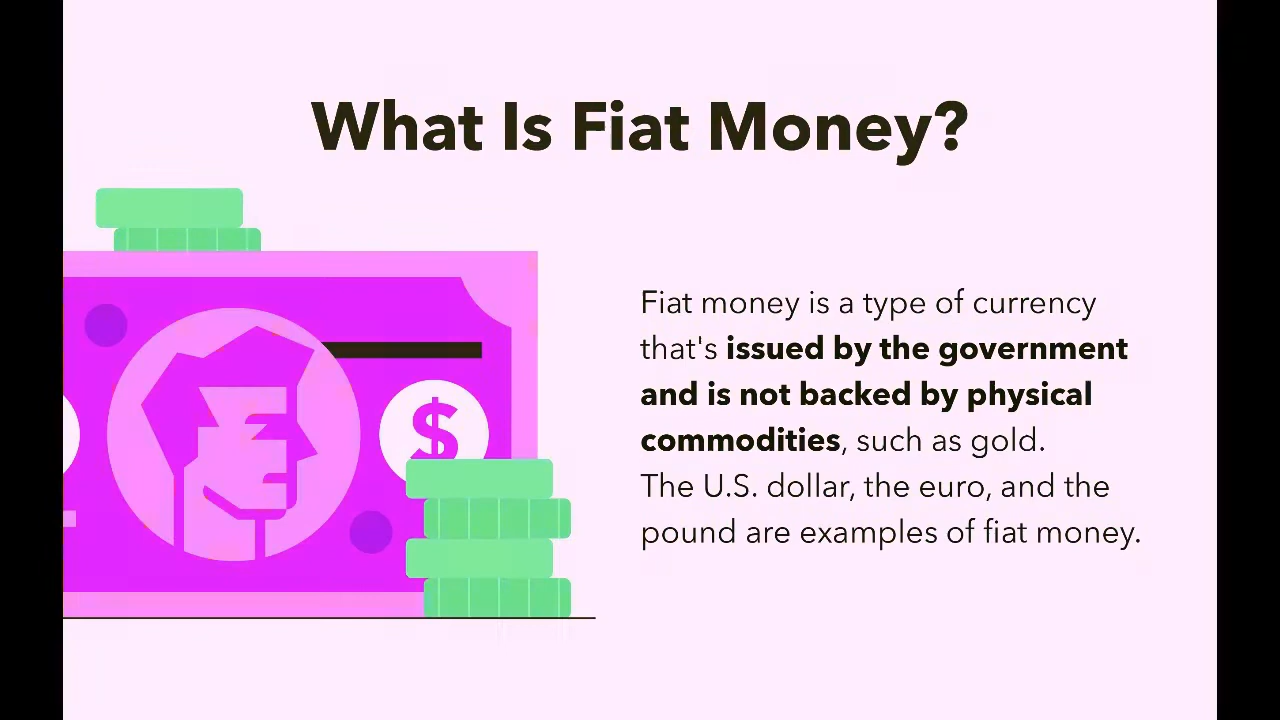 What Is Fiat Money?
$
Fiat money is a type of currency
that's issued by the government
and is not backed by physical
commodities, such as gold.
The U.S. dollar, the euro, and the
pound are examples of fiat money.